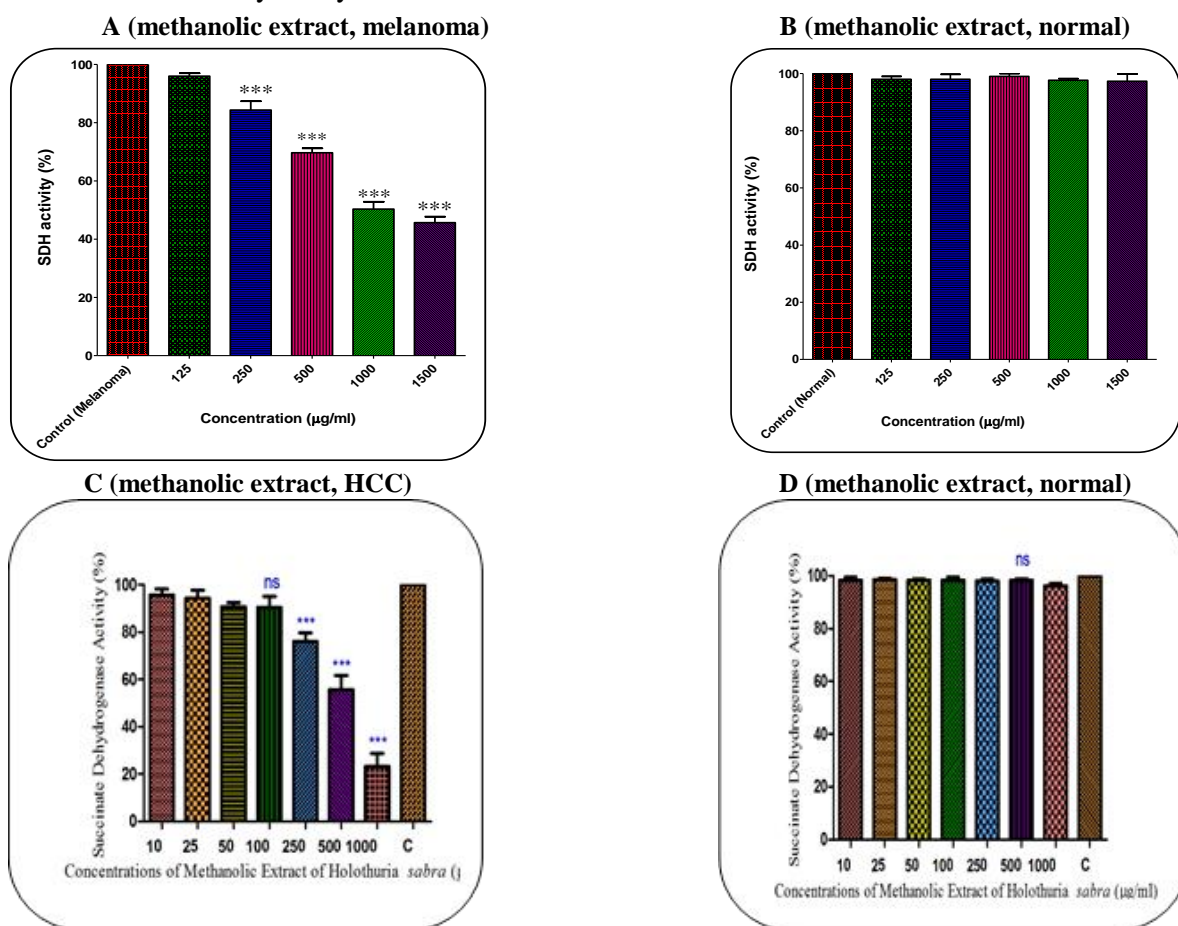 A (methanolic extract, melanoma)
SDH activity (%)
100
80
60
40
20
0
***
***
***
***
Control (Melanoma)
125
250
500
1000
1500
Concentration (µg/ml)
B (methanolic extract, normal)
SDH activity (%)
100
80
60
40
20
0
Control (Normal)
125
250
500
1000
1500
Concentration (µg/ml)
C (methanolic extract, HCC)
Succinate Dehydrogenase Activity (%)
100
80
60
40
20
0
ns
***
***
***
10 25 50 100 250 500 1000 C
Concentrations of Methanolic Extract of Holothuria sabra (
D (methanolic extract, normal)
Succinate Dehydrogenase Activity (%)
100
80
60
40
20
0
ns
10 25 50 100 250 500 1000 C
Concentrations of Methanolic Extract of Holothuria sabra (µg/ml)